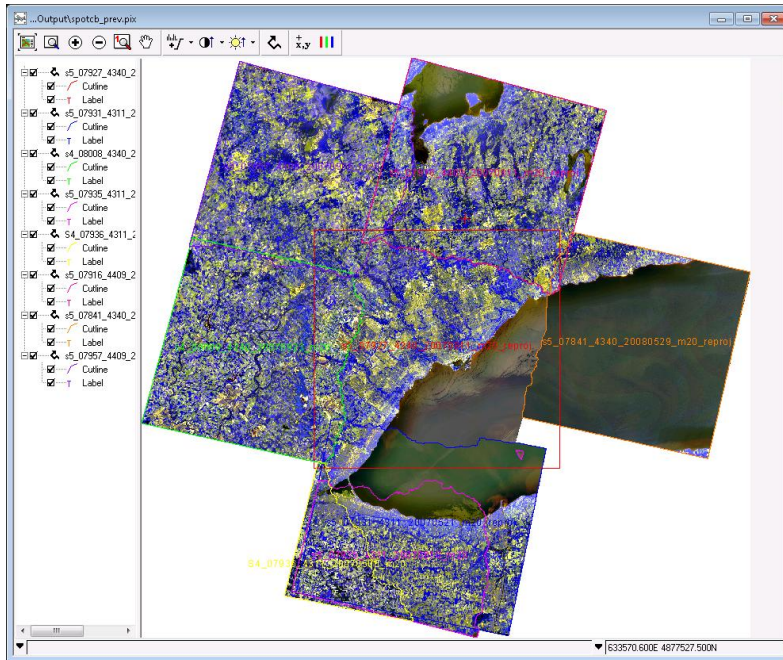 ...Output\spotcb_prev.pix
s5_07927_4340_2
Cutline
Label
s5_07931_4311_2
Cutline
Label
s4_08008_4340_2
Cutline
Label
s5_07935_4311_2
Cutline
Label
S4_07936_4311_2
Cutline
Label
s5_07916_4409_2
Cutline
Label
s5_07841_4340_2
Cutline
Label
s5_07957_4409_2
Cutline
Label
x,y
s5_07841_4340_20080529_m20_reproj
633570.600E 4877527.500N